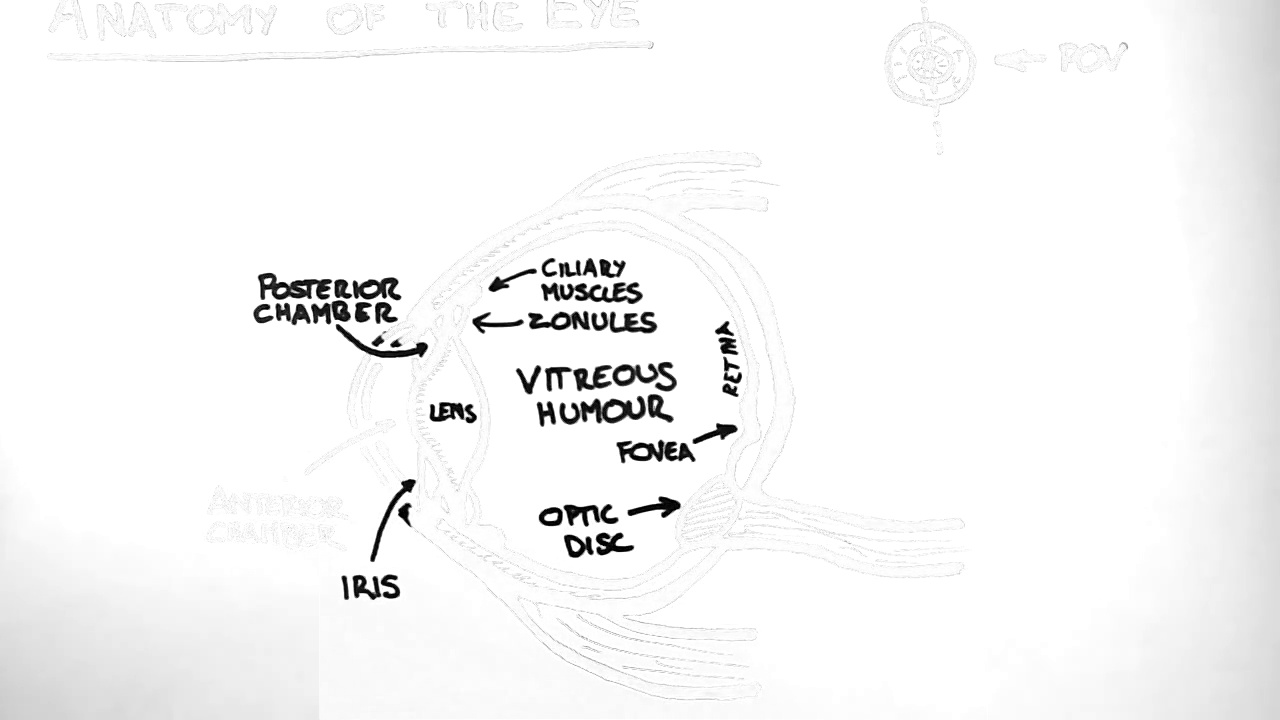 ANATOMY OF THE EYE
POV
CILIARY
MUSCLES
POSTERIOR
CHAMBER
ZONULES
RETINA
VITREOUS
HUMOUR
LENS
FOVEA
ANTERIOR
CHAMBER
OPTIC
DISC
IRIS